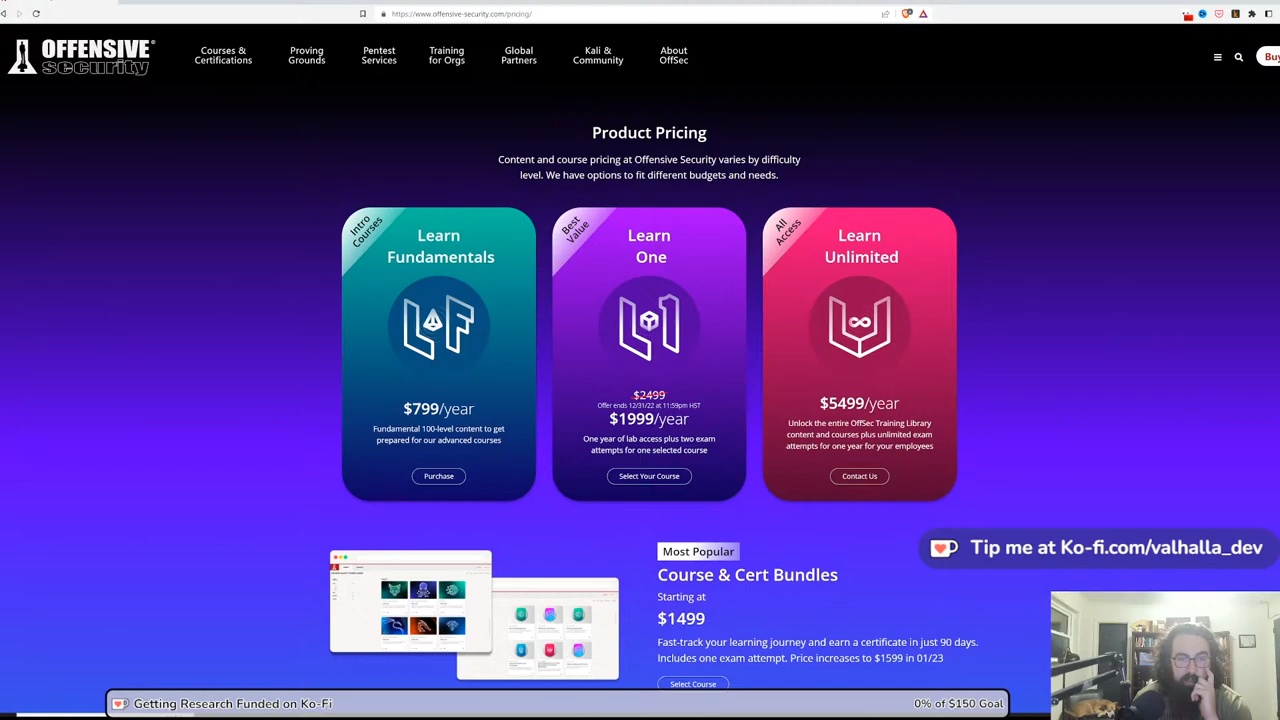 https://www.offensive-security.com/pricing/
OFFENSIVE
security
Courses &
Certifications
Proving
Grounds
Pentest
Services
Training
for Orgs
Global
Partners
Kali &
Community
About
OffSec
Buy
Product Pricing
Content and course pricing at Offensive Security varies by difficulty
level. We have options to fit different budgets and needs.
Intro
Courses
Learn
Fundamentals
$799/year
Fundamental 100-level content to get
prepared for our advanced courses
Purchase
Best
Value
Learn
One
$2499
Offer ends 12/31/22 at 11:59pm HST
$1999/year
One year of lab access plus two exam
attempts for one selected course
Select Your Course
All
Access
Learn
Unlimited
$5499/year
Unlock the entire OffSec Training Library
content and courses plus unlimited exam
attempts for one year for your employees
Contact Us
Most Popular
Course & Cert Bundles
Starting at
$1499
Fast-track your learning journey and earn a certificate in just 90 days.
Includes one exam attempt. Price increases to $1599 in 01/23
Select Course
Tip me at Ko-fi.com/valhalla_dev
Getting Research Funded on Ko-Fi
0% of $150 Goal